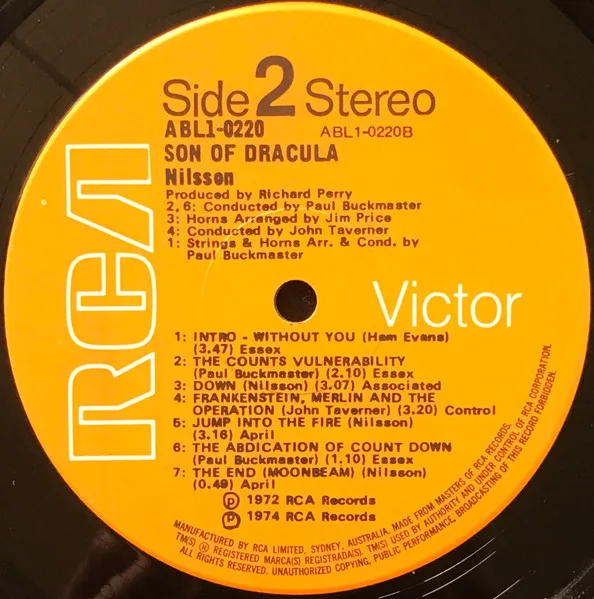 Side 2 Stereo
ABL1-0220 ABL1-0220B
SON OF DRACULA
Nilsson
Produced by Richard Perry
2, 6: Conducted by Paul Buckmaster
3: Horns Arranged by Jim Price
4: Conducted by John Taverner
1: Strings & Horns Arr. & Cond. by
Paul Buckmaster
RCA
Victor
1: INTRO - WITHOUT YOU (Ham Evans)
(3.47) Essex
2: THE COUNTS VULNERABILITY
(Paul Buckmaster) (2.10) Essex
3: DOWN (Nilsson) (3.07) Associated
4: FRANKENSTEIN, MERLIN AND THE
OPERATION (John Taverner) (3.20) Control
5: JUMP INTO THE FIRE (Nilsson)
(3.16) April
6: THE ABDICATION OF COUNT DOWN
(Paul Buckmaster) (1.10) Essex
7: THE END (MOONBEAM) (Nilsson)
(0.49) April
℗ 1972 RCA Records
℗ 1974 RCA Records
MANUFACTURED BY RCA LIMITED, SYDNEY, AUSTRALIA. MADE FROM MASTERS OF RCA RECORDS.
TM(S) ® REGISTERED MARCA(S) REGISTRADA(S). TM(S) USED BY AUTHORITY AND UNDER CONTROL OF RCA CORPORATION.
ALL RIGHTS RESERVED. UNAUTHORIZED COPYING, PUBLIC PERFORMANCE, BROADCASTING OF THIS RECORD FORBIDDEN.